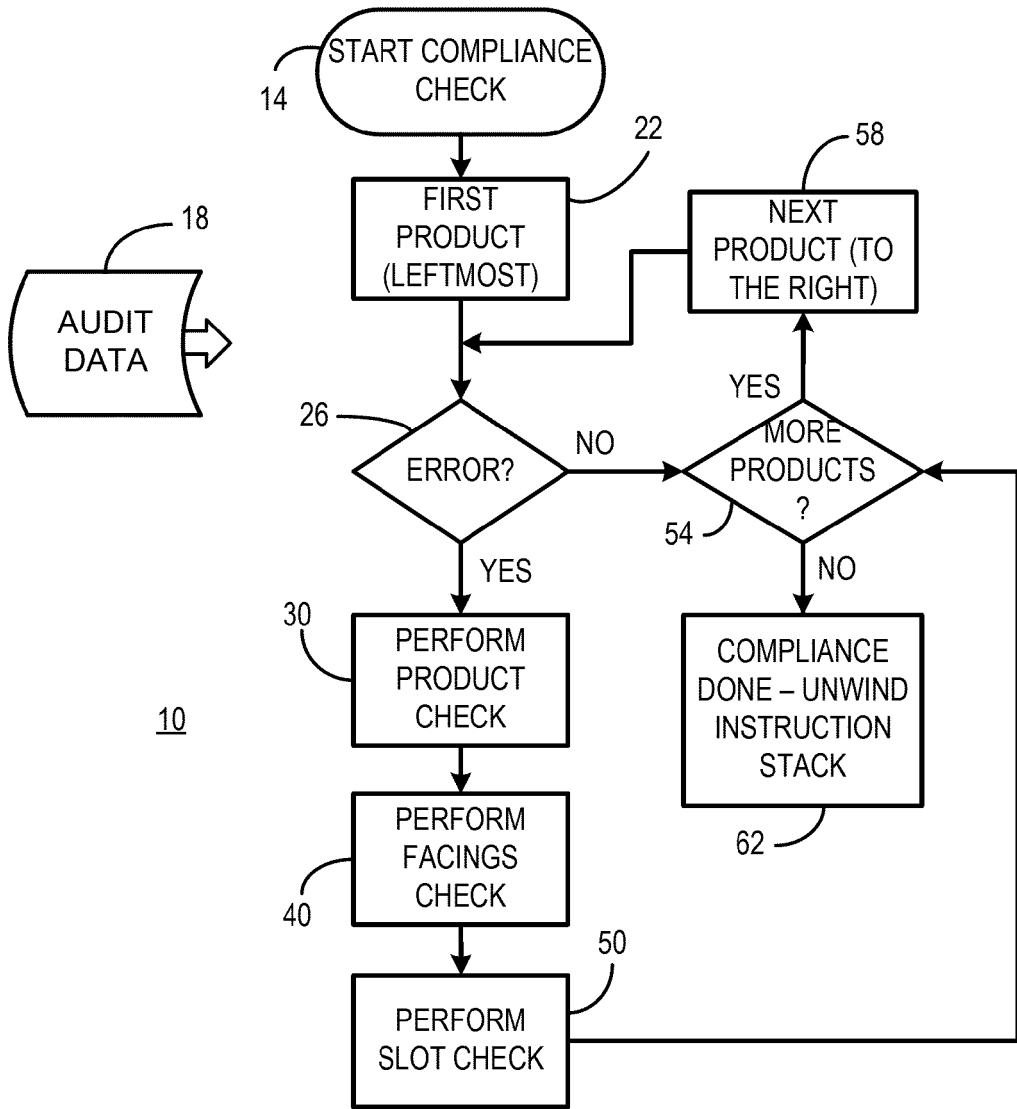 START COMPLIANCE
CHECK
14
22
FIRST
PRODUCT
(LEFTMOST)
58
NEXT
PRODUCT (TO
THE RIGHT)
18
AUDIT
DATA
26
ERROR?
NO
YES
YES
MORE
PRODUCTS
?
54
NO
30
PERFORM
PRODUCT
CHECK
COMPLIANCE
DONE – UNWIND
INSTRUCTION
STACK
62
10
PERFORM
FACINGS
CHECK
40
50
PERFORM
SLOT CHECK